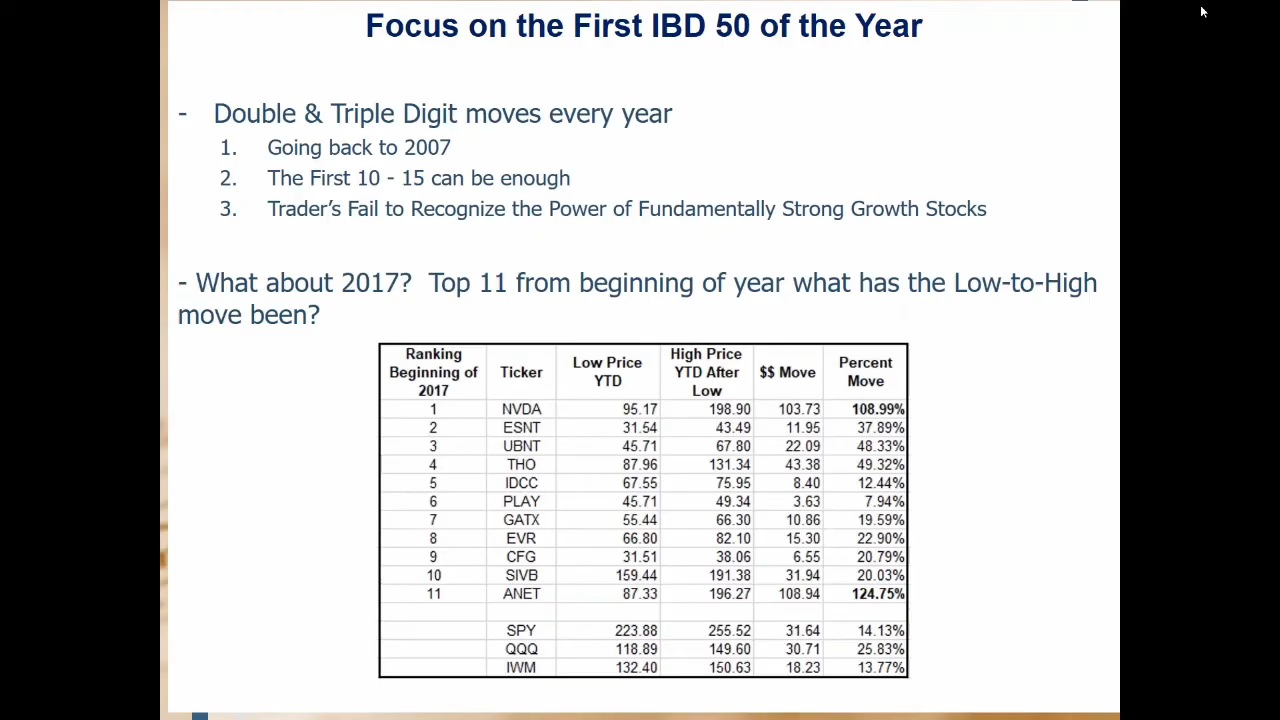 Focus on the First IBD 50 of the Year
- Double & Triple Digit moves every year
1. Going back to 2007
2. The First 10 - 15 can be enough
3. Trader's Fail to Recognize the Power of Fundamentally Strong Growth Stocks
- What about 2017? Top 11 from beginning of year what has the Low-to-High
move been?
Ranking Beginning of 2017 Ticker Low Price YTD High Price YTD After Low $$ Move Percent Move
1 NVDA 95.17 198.90 103.73 108.99%
2 ESNT 31.54 43.49 11.95 37.89%
3 UBNT 45.71 67.80 22.09 48.33%
4 THO 87.96 131.34 43.38 49.32%
5 IDCC 67.55 75.95 8.40 12.44%
6 PLAY 45.71 49.34 3.63 7.94%
7 GATX 55.44 66.30 10.86 19.59%
8 EVR 66.80 82.10 15.30 22.90%
9 CFG 31.51 38.06 6.55 20.79%
10 SIVB 159.44 191.38 31.94 20.03%
11 ANET 87.33 196.27 108.94 124.75%
SPY 223.88 255.52 31.64 14.13%
QQQ 118.89 149.60 30.71 25.83%
IWM 132.40 150.63 18.23 13.77%